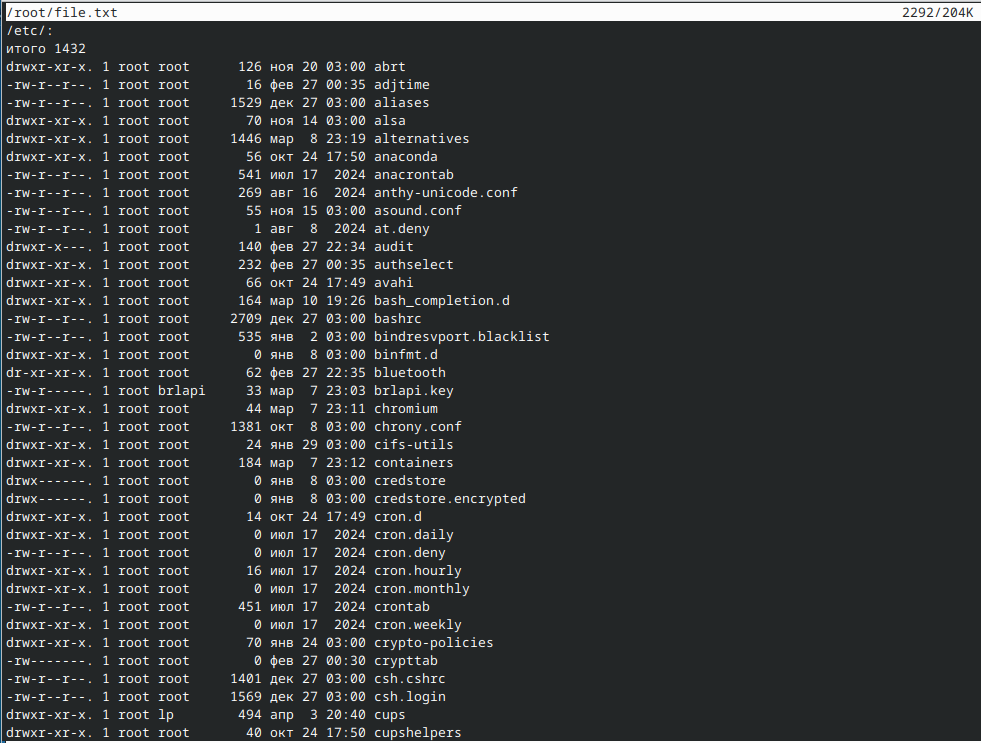 /root/file.txt 2292/204K
/etc/:
итого 1432
drwxr-xr-x. 1 root root      126 ноя 20 03:00 abrt
-rw-r--r--. 1 root root       16 фев 27 00:35 adjtime
-rw-r--r--. 1 root root     1529 дек 27 03:00 aliases
drwxr-xr-x. 1 root root       70 ноя 14 03:00 alsa
drwxr-xr-x. 1 root root     1446 мар  8 23:19 alternatives
drwxr-xr-x. 1 root root       56 окт 24 17:50 anaconda
-rw-r--r--. 1 root root      541 июл 17  2024 anacrontab
-rw-r--r--. 1 root root      269 авг 16  2024 anthy-unicode.conf
-rw-r--r--. 1 root root       55 ноя 15 03:00 asound.conf
-rw-r--r--. 1 root root        1 авг  8  2024 at.deny
drwxr-x---. 1 root root      140 фев 27 22:34 audit
drwxr-xr-x. 1 root root      232 фев 27 00:35 authselect
drwxr-xr-x. 1 root root       66 окт 24 17:49 avahi
drwxr-xr-x. 1 root root      164 мар 10 19:26 bash_completion.d
-rw-r--r--. 1 root root     2709 дек 27 03:00 bashrc
-rw-r--r--. 1 root root      535 янв  2 03:00 bindresvport.blacklist
drwxr-xr-x. 1 root root        0 янв  8 03:00 binfmt.d
dr-xr-xr-x. 1 root root       62 фев 27 22:35 bluetooth
-rw-r-----. 1 root brlapi     33 мар  7 23:03 brlapi.key
drwxr-xr-x. 1 root root       44 мар  7 23:11 chromium
-rw-r--r--. 1 root root     1381 окт  8 03:00 chrony.conf
drwxr-xr-x. 1 root root       24 янв 29 03:00 cifs-utils
drwxr-xr-x. 1 root root      184 мар  7 23:12 containers
drwx------. 1 root root        0 янв  8 03:00 credstore
drwx------. 1 root root        0 янв  8 03:00 credstore.encrypted
drwxr-xr-x. 1 root root       14 окт 24 17:49 cron.d
drwxr-xr-x. 1 root root        0 июл 17  2024 cron.daily
-rw-r--r--. 1 root root        0 июл 17  2024 cron.deny
drwxr-xr-x. 1 root root       16 июл 17  2024 cron.hourly
drwxr-xr-x. 1 root root        0 июл 17  2024 cron.monthly
-rw-r--r--. 1 root root      451 июл 17  2024 crontab
drwxr-xr-x. 1 root root        0 июл 17  2024 cron.weekly
drwxr-xr-x. 1 root root       70 янв 24 03:00 crypto-policies
-rw-------. 1 root root        0 фев 27 00:30 crypttab
-rw-r--r--. 1 root root     1401 дек 27 03:00 csh.cshrc
-rw-r--r--. 1 root root     1569 дек 27 03:00 csh.login
drwxr-xr-x. 1 root lp        494 апр  3 20:40 cups
drwxr-xr-x. 1 root root       40 окт 24 17:50 cupshelpers